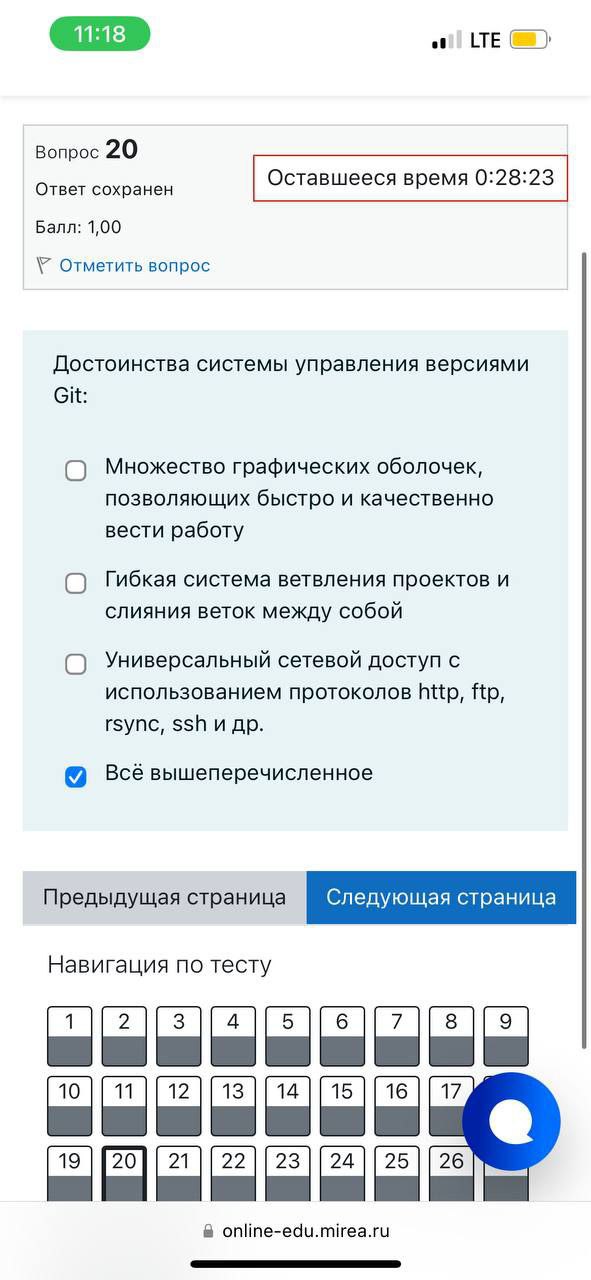 11:18
LTE
Вопрос 20
Ответ сохранен
Оставшееся время 0:28:23
Балл: 1,00
Отметить вопрос
Достоинства системы управления версиями
Git:
Множество графических оболочек,
позволяющих быстро и качественно
вести работу
Гибкая система ветвления проектов и
слияния веток между собой
Универсальный сетевой доступ с
использованием протоколов http, ftp,
rsync, ssh и др.
Всё вышеперечисленное
Предыдущая страница
Следующая страница
Навигация по тесту
1 2 3 4 5 6 7 8 9
10 11 12 13 14 15 16 17
19 20 21 22 23 24 25 26
online-edu.mirea.ru